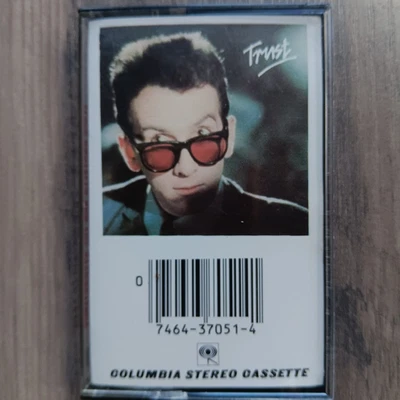 Trust
0
7464-37051-4
COLUMBIA STEREO CASSETTE